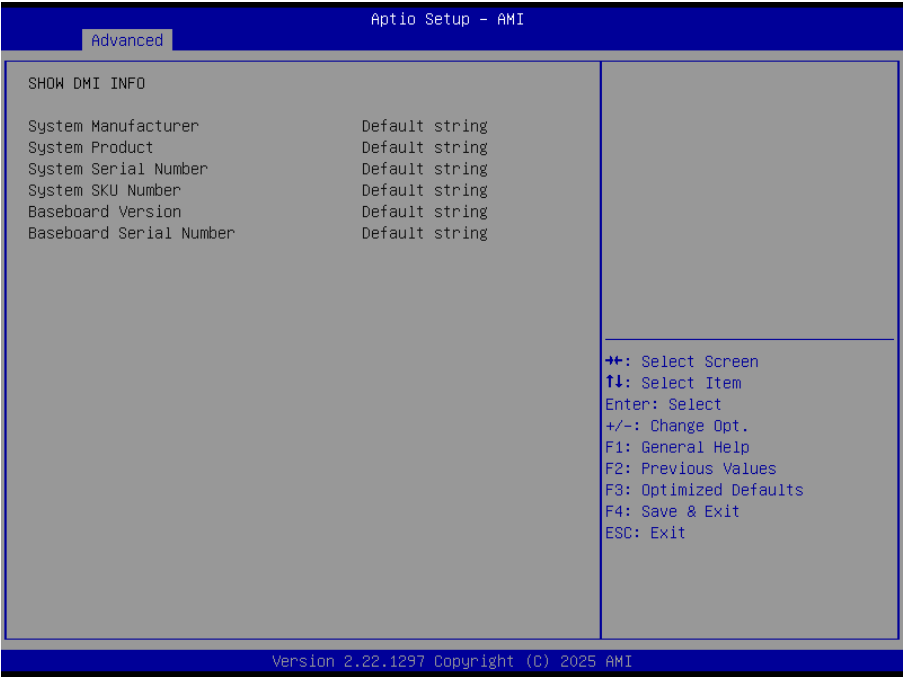 Aptio Setup - AMI
Advanced
SHOW DMI INFO
System Manufacturer Default string
System Product Default string
System Serial Number Default string
System SKU Number Default string
Baseboard Version Default string
Baseboard Serial Number Default string
→←: Select Screen
↑↓: Select Item
Enter: Select
+/-: Change Opt.
F1: General Help
F2: Previous Values
F3: Optimized Defaults
F4: Save & Exit
ESC: Exit
Version 2.22.1297 Copyright (C) 2025 AMI